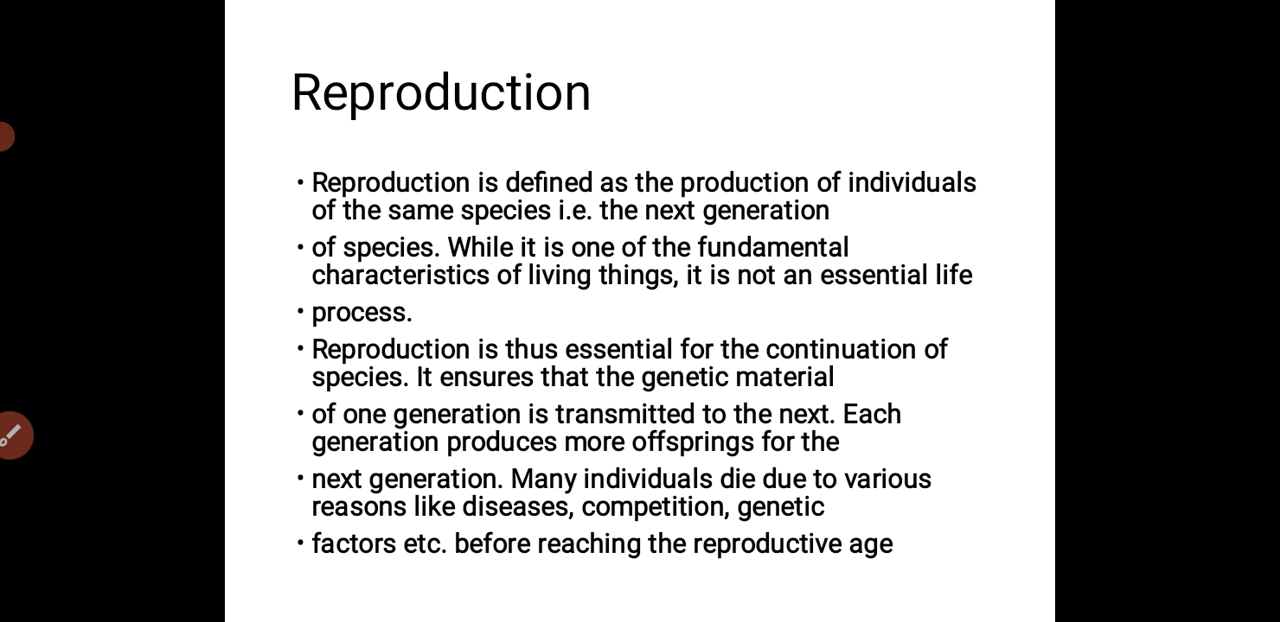 Reproduction
• Reproduction is defined as the production of individuals
of the same species i.e. the next generation
• of species. While it is one of the fundamental
characteristics of living things, it is not an essential life
• process.
• Reproduction is thus essential for the continuation of
species. It ensures that the genetic material
• of one generation is transmitted to the next. Each
generation produces more offsprings for the
• next generation. Many individuals die due to various
reasons like diseases, competition, genetic
• factors etc. before reaching the reproductive age